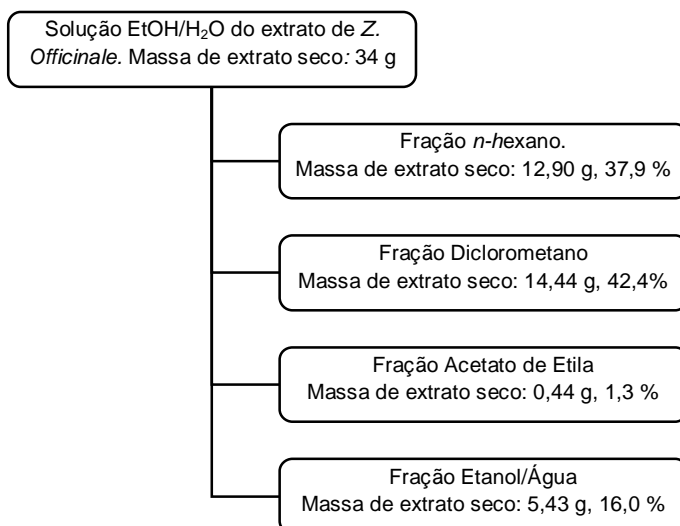 Solução EtOH/H₂O do extrato de Z.
Officinale. Massa de extrato seco: 34 g
Fração n-hexano.
Massa de extrato seco: 12,90 g, 37,9 %
Fração Diclorometano
Massa de extrato seco: 14,44 g, 42,4%
Fração Acetato de Etila
Massa de extrato seco: 0,44 g, 1,3 %
Fração Etanol/Água
Massa de extrato seco: 5,43 g, 16,0 %